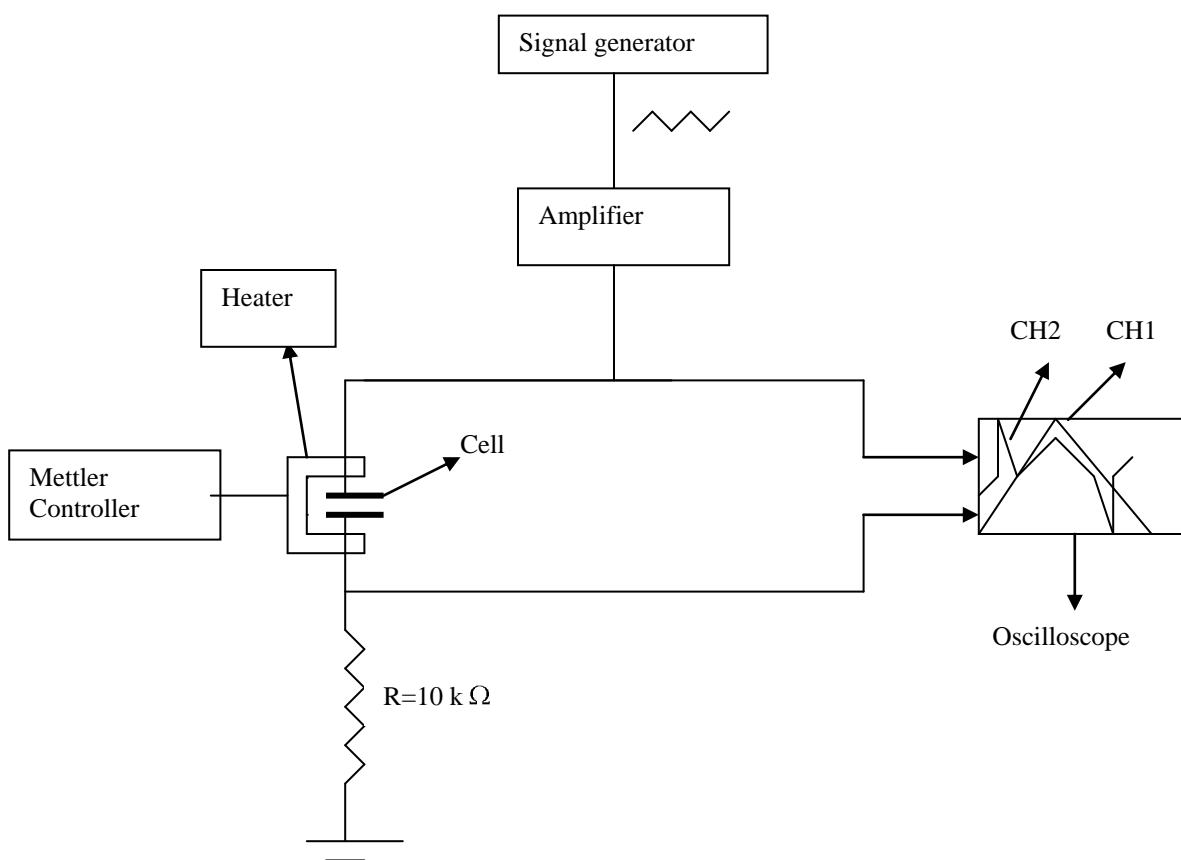 Signal generator
Amplifier
Heater
CH2
CH1
Cell
Mettler
Controller
Oscilloscope
R=10 k Ω